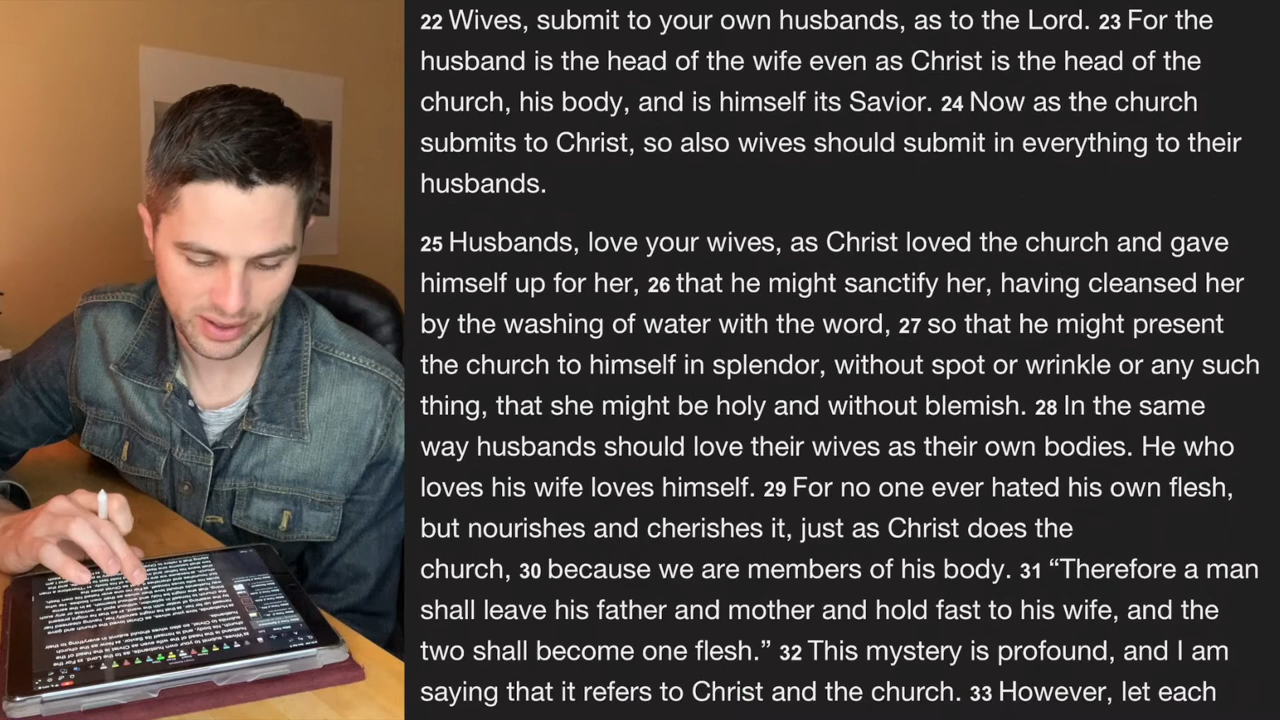 22 Wives, submit to your own husbands, as to the Lord. 23 For the
husband is the head of the wife even as Christ is the head of the
church, his body, and is himself its Savior. 24 Now as the church
submits to Christ, so also wives should submit in everything to their
husbands.
25 Husbands, love your wives, as Christ loved the church and gave
himself up for her, 26 that he might sanctify her, having cleansed her
by the washing of water with the word, 27 so that he might present
the church to himself in splendor, without spot or wrinkle or any such
thing, that she might be holy and without blemish. 28 In the same
way husbands should love their wives as their own bodies. He who
loves his wife loves himself. 29 For no one ever hated his own flesh,
but nourishes and cherishes it, just as Christ does the
church, 30 because we are members of his body. 31 “Therefore a man
shall leave his father and mother and hold fast to his wife, and the
two shall become one flesh.” 32 This mystery is profound, and I am
saying that it refers to Christ and the church. 33 However, let each